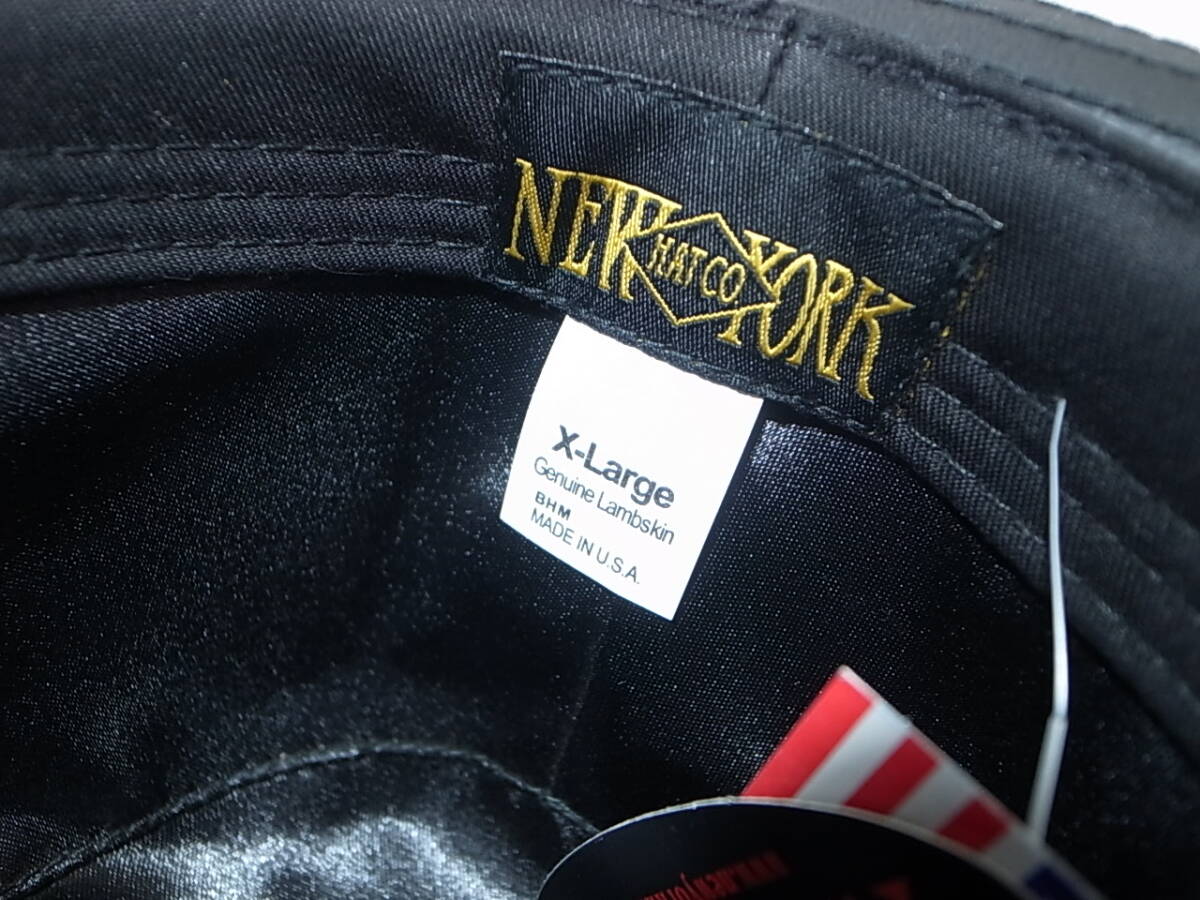 NEW YORK
HAT CO
X-Large
Genuine Lambskin
BHM
MADE IN U.S.A.